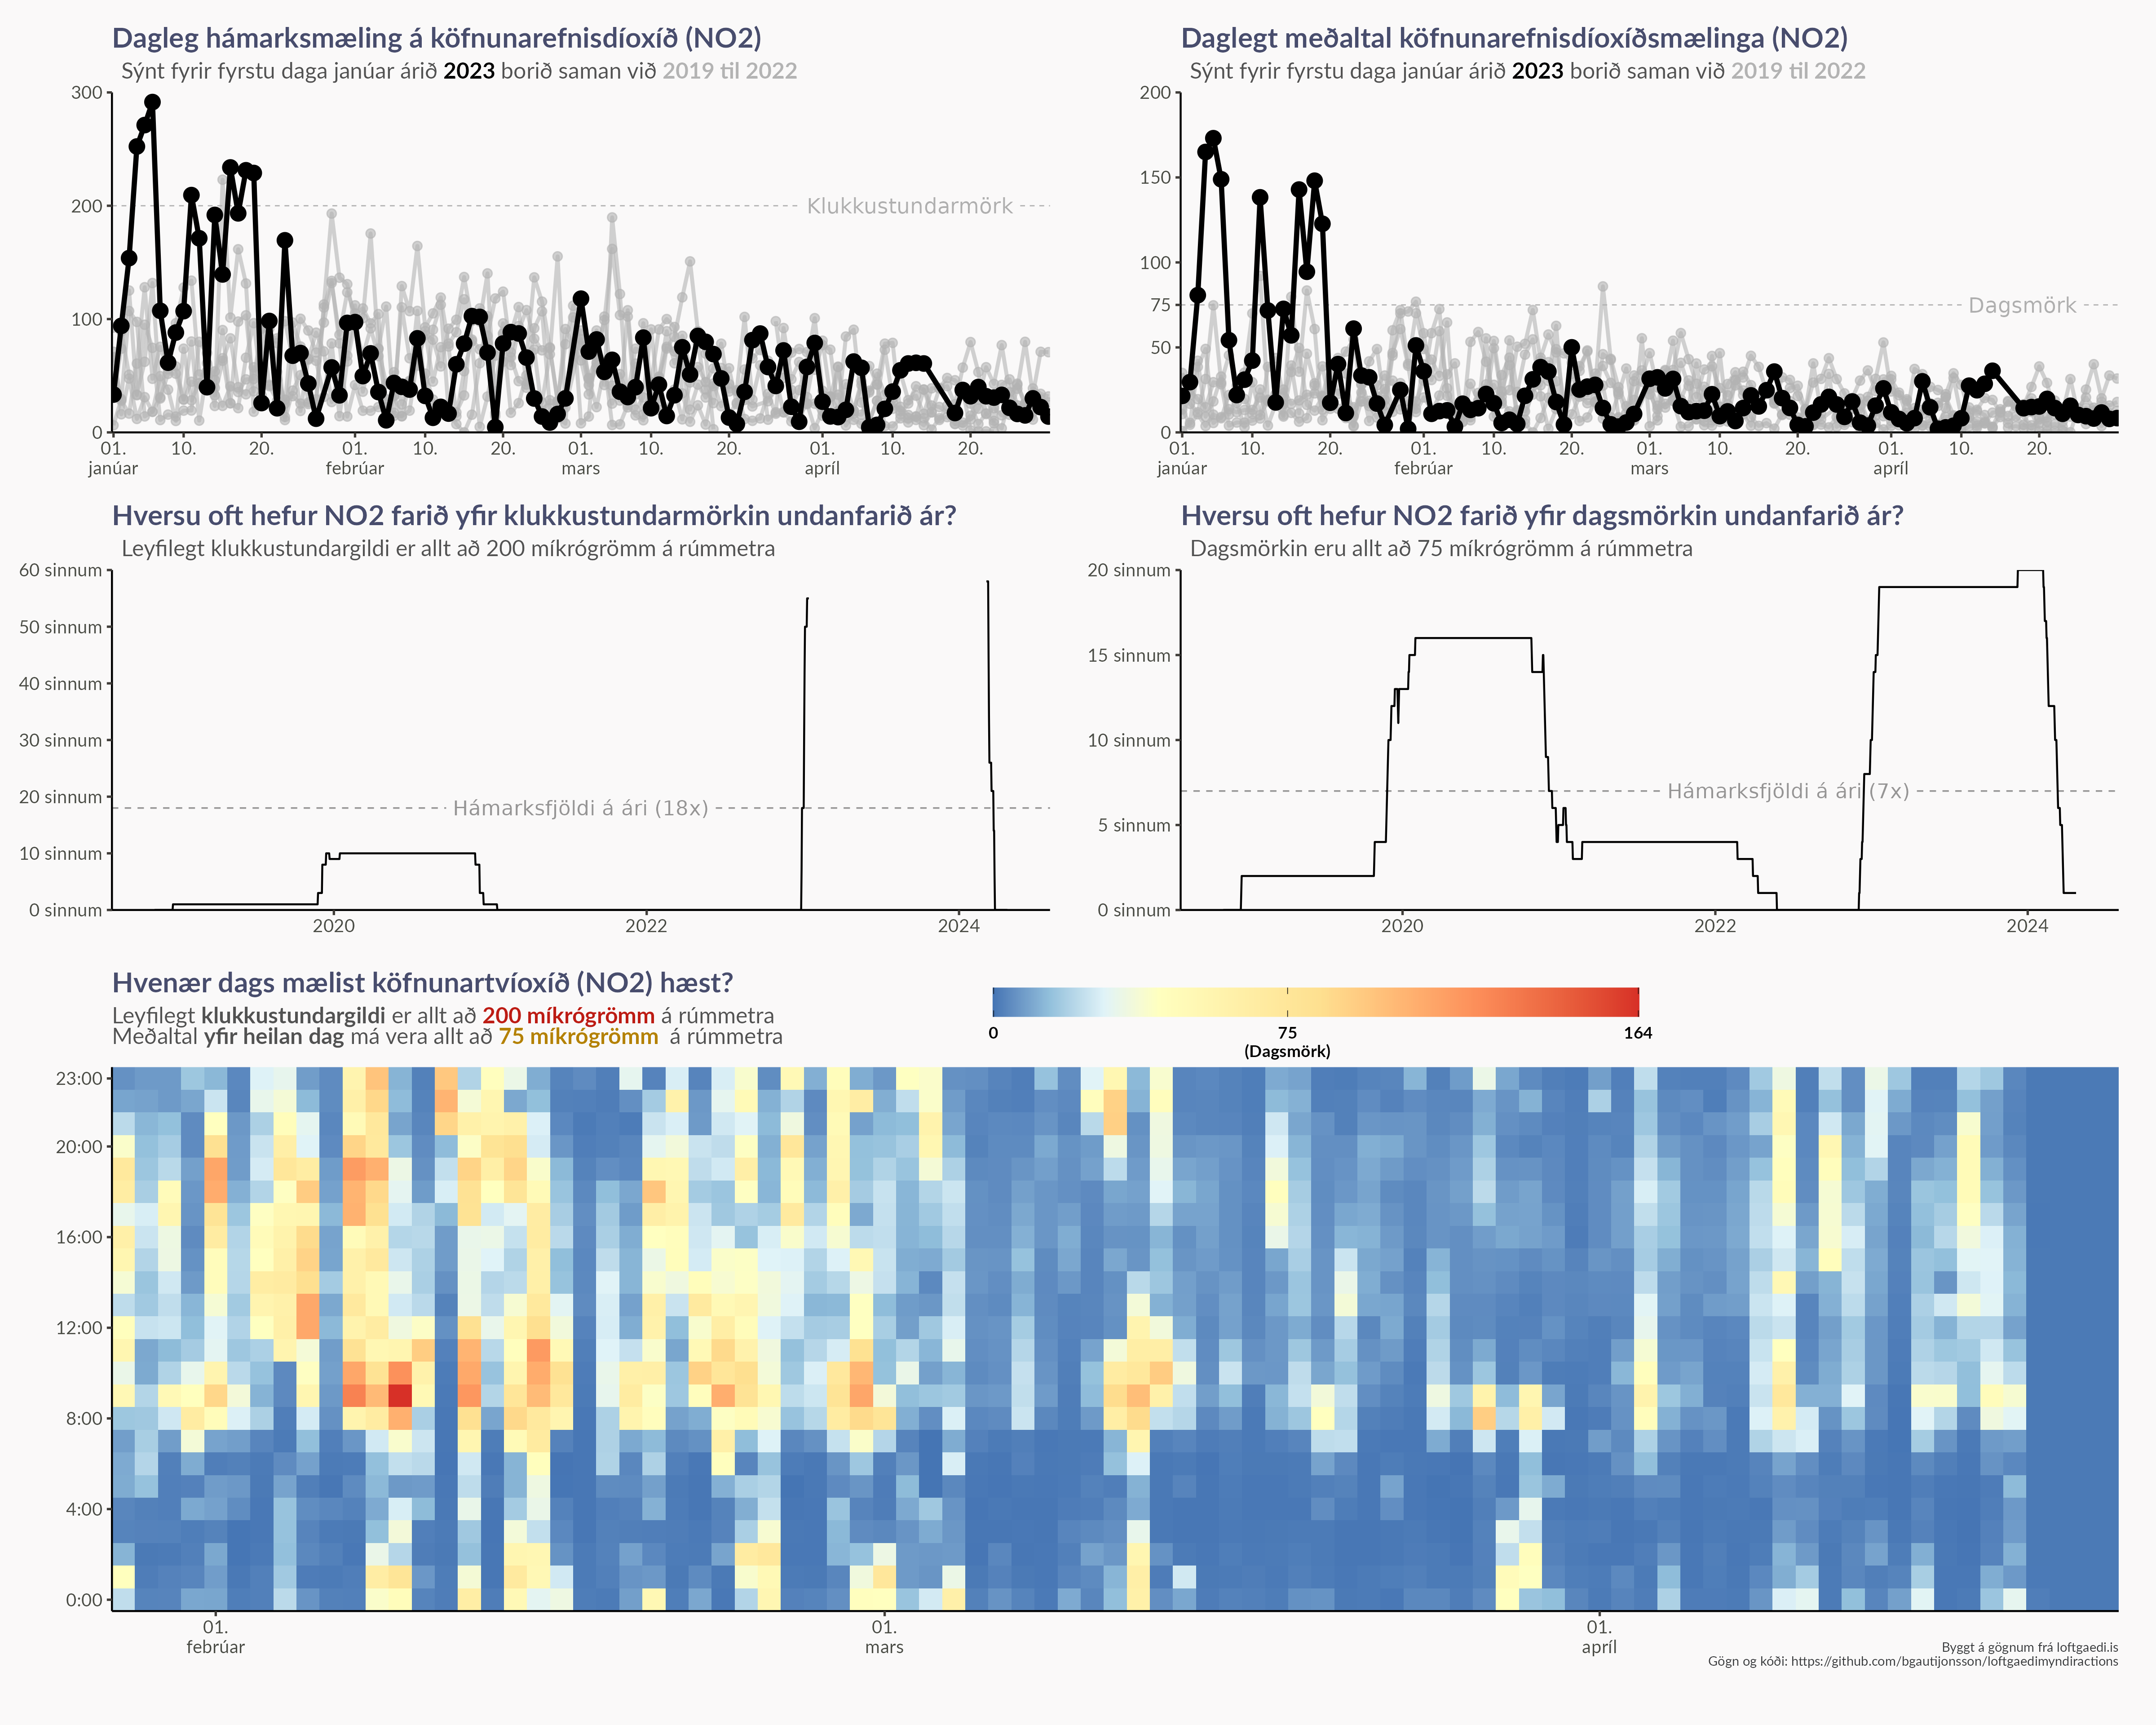 Dagleg hámarksmæling á köfnunarefnisdíoxíð (NO2)
Sýnt fyrir fyrstu daga janúar árið 2023 borið saman við 2019 til 2022
300
200
100
0
Klukkustundarmörk
01. 10. 20. 01. 10. 20. 01. 10. 20. 01. 10. 20.
janúar febrúar mars apríl
Daglegt meðaltal köfnunarefnisdíoxíðsmælinga (NO2)
Sýnt fyrir fyrstu daga janúar árið 2023 borið saman við 2019 til 2022
200
150
100
75
50
0
Dagsmörk
01. 10. 20. 01. 10. 20. 01. 10. 20. 01. 10. 20.
janúar febrúar mars apríl
Hversu oft hefur NO2 farið yfir klukkustundarmörkin undanfarið ár?
Leyfilegt klukkustundargildi er allt að 200 míkrógrömm á rúmmetra
60 sinnum
50 sinnum
40 sinnum
30 sinnum
20 sinnum
10 sinnum
0 sinnum
Hámarksfjöldi á ári (18x)
2020 2022 2024
Hversu oft hefur NO2 farið yfir dagsmörkin undanfarið ár?
Dagsmörkin eru allt að 75 míkrógrömm á rúmmetra
20 sinnum
15 sinnum
10 sinnum
5 sinnum
0 sinnum
Hámarksfjöldi á ári (7x)
2020 2022 2024
Hvenær dags mælist köfnunartvíoxíð (NO2) hæst?
Leyfilegt klukkustundargildi er allt að 200 míkrógrömm á rúmmetra
Meðaltal yfir heilan dag má vera allt að 75 míkrógrömm á rúmmetra
0 75 164
(Dagsmörk)
23:00
20:00
16:00
12:00
8:00
4:00
0:00
01. 01. 01.
febrúar mars apríl
Byggt á gögnum frá loftgaedi.is
Gögn og kóði: https://github.com/bgautijonsson/loftgaedimyndiractions